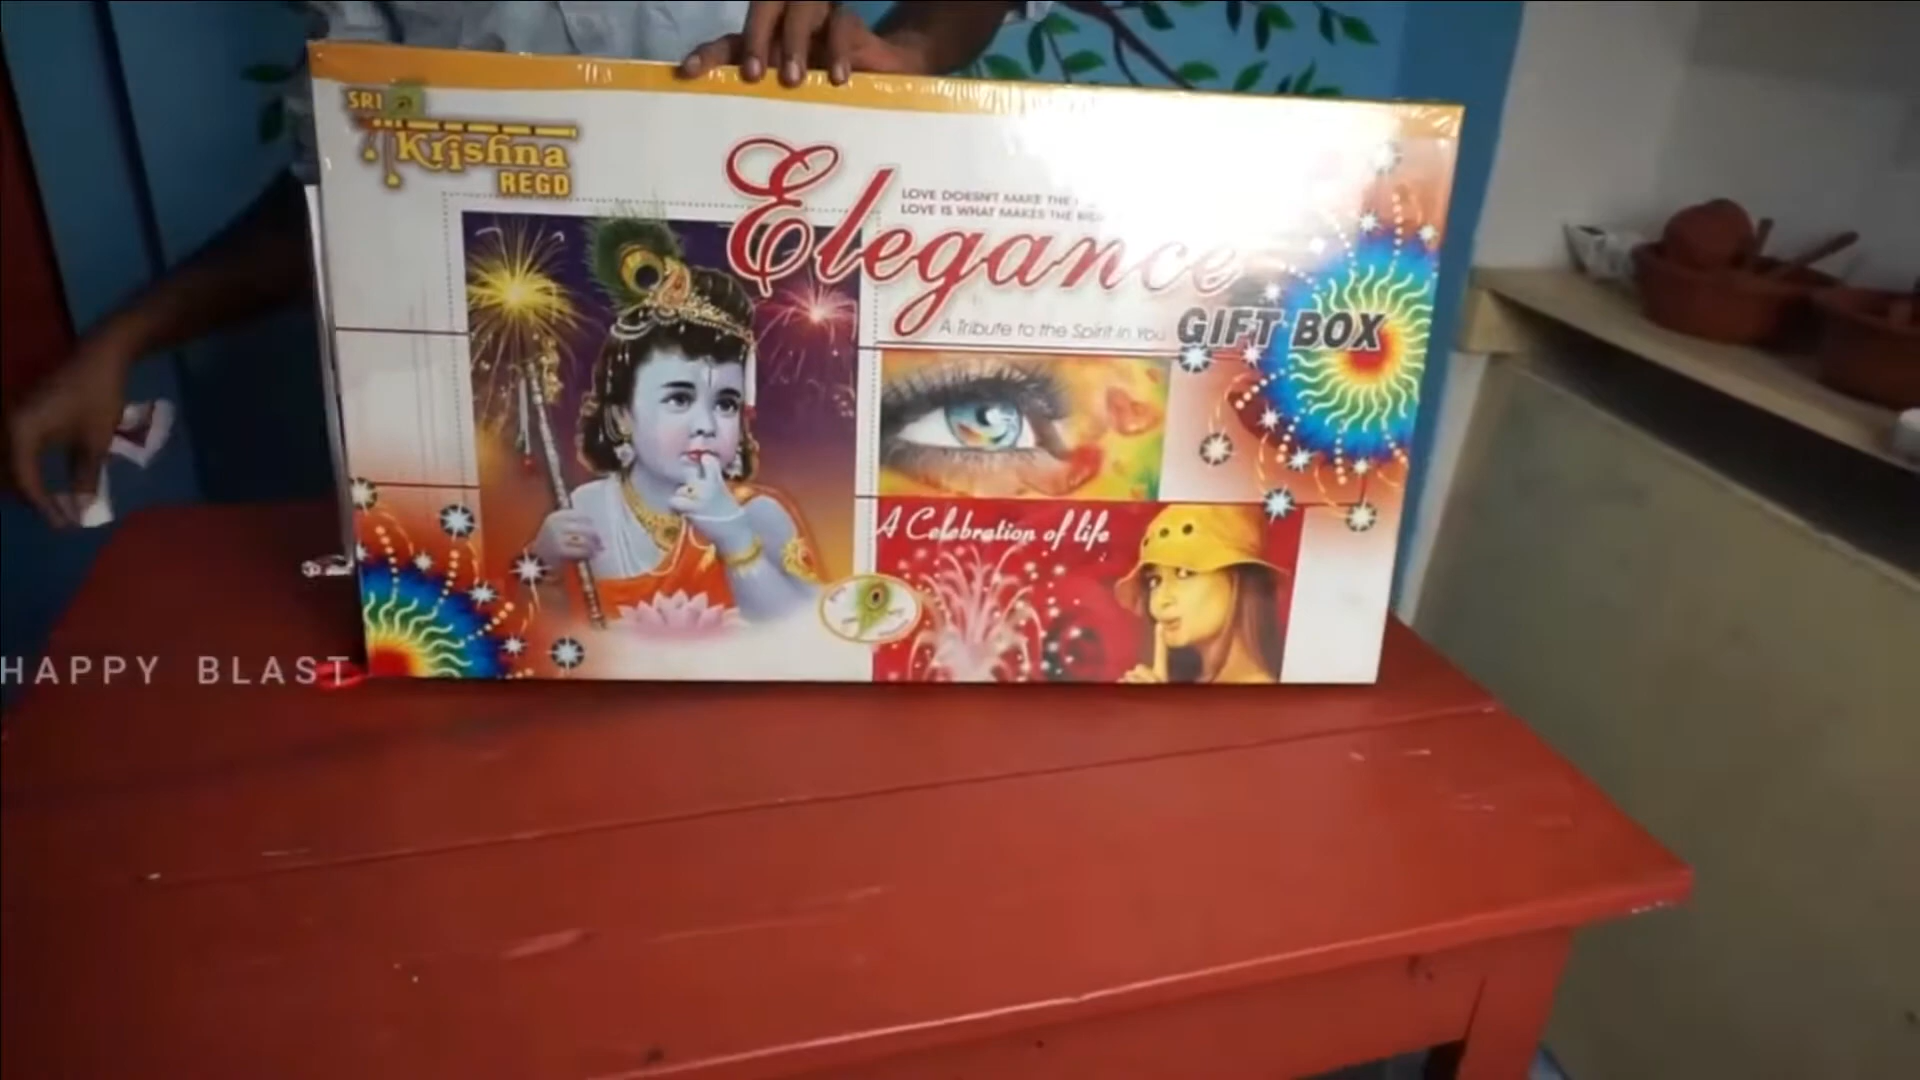 SRI
Krishna
REGD
Elegance
LOVE DOESN'T MAKE THE
LOVE IS WHAT MAKES THE
A Tribute to the Spirit in You
GIFT BOX
A Celebration of life
HAPPY BLAST